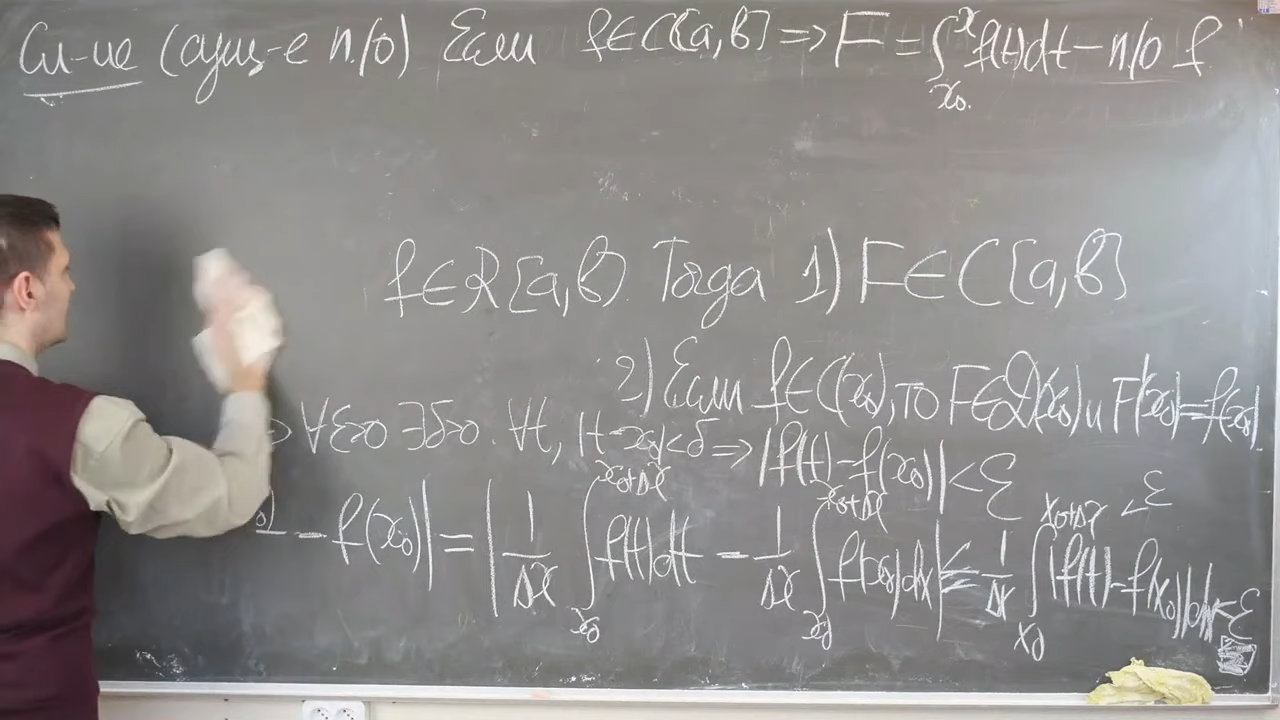 Сл-ие (сущ-е п/о) Если f∈C[a,b] ⇒ F = ∫_{x₀}^{x} f(t)dt – п/о f
f∈R[a,b]. Тогда 1) F∈C[a,b]
2) Если f∈C(x₀), то F∈D(x₀) и F'(x₀)=f(x₀)
⇒ ∀ε>0 ∃δ>0. ∀t, |t-x₀|<δ ⇒ |f(t)-f(x₀)|<ε
- f(x₀)| = |1/Δx ∫_{x₀}^{x₀+Δx} f(t)dt - 1/Δx ∫_{x₀}^{x₀+Δx} f(x₀)dx| ≤ 1/Δx ∫_{x₀}^{x₀+Δx} |f(t)-f(x₀)|dx < ε
<ε